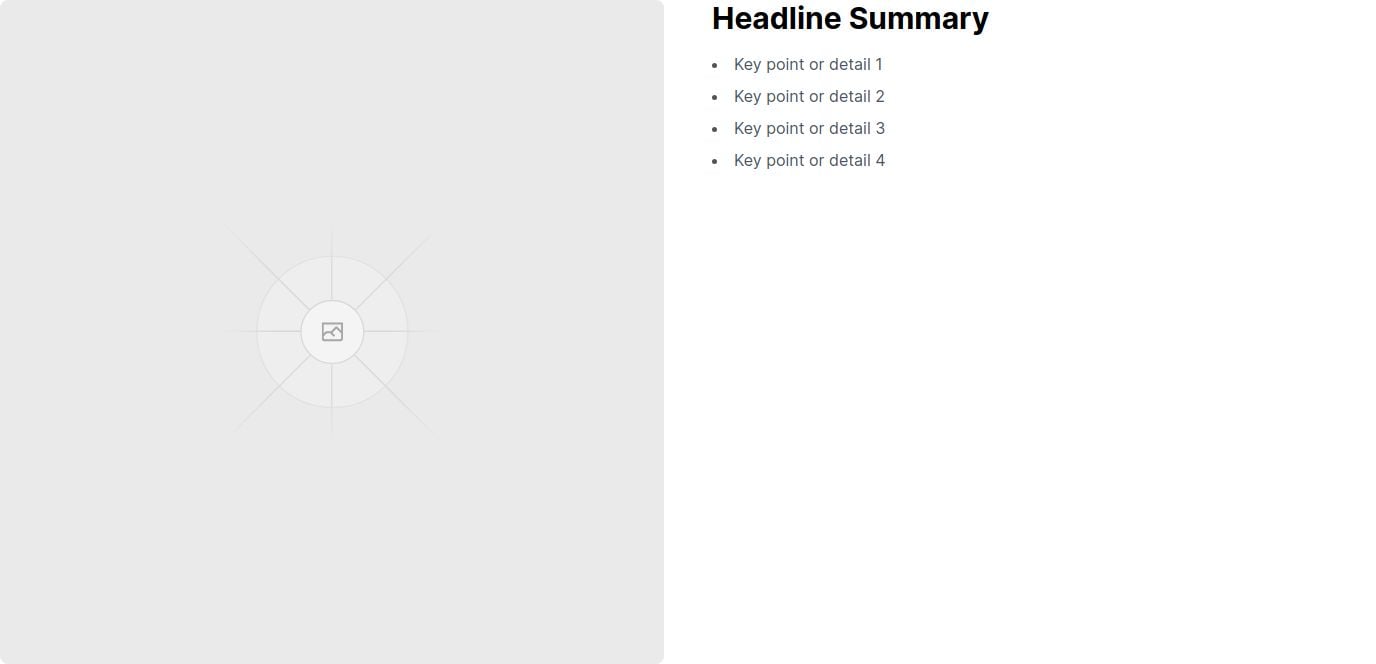 Headline Summary
Key point or detail 1
Key point or detail 2
Key point or detail 3
Key point or detail 4